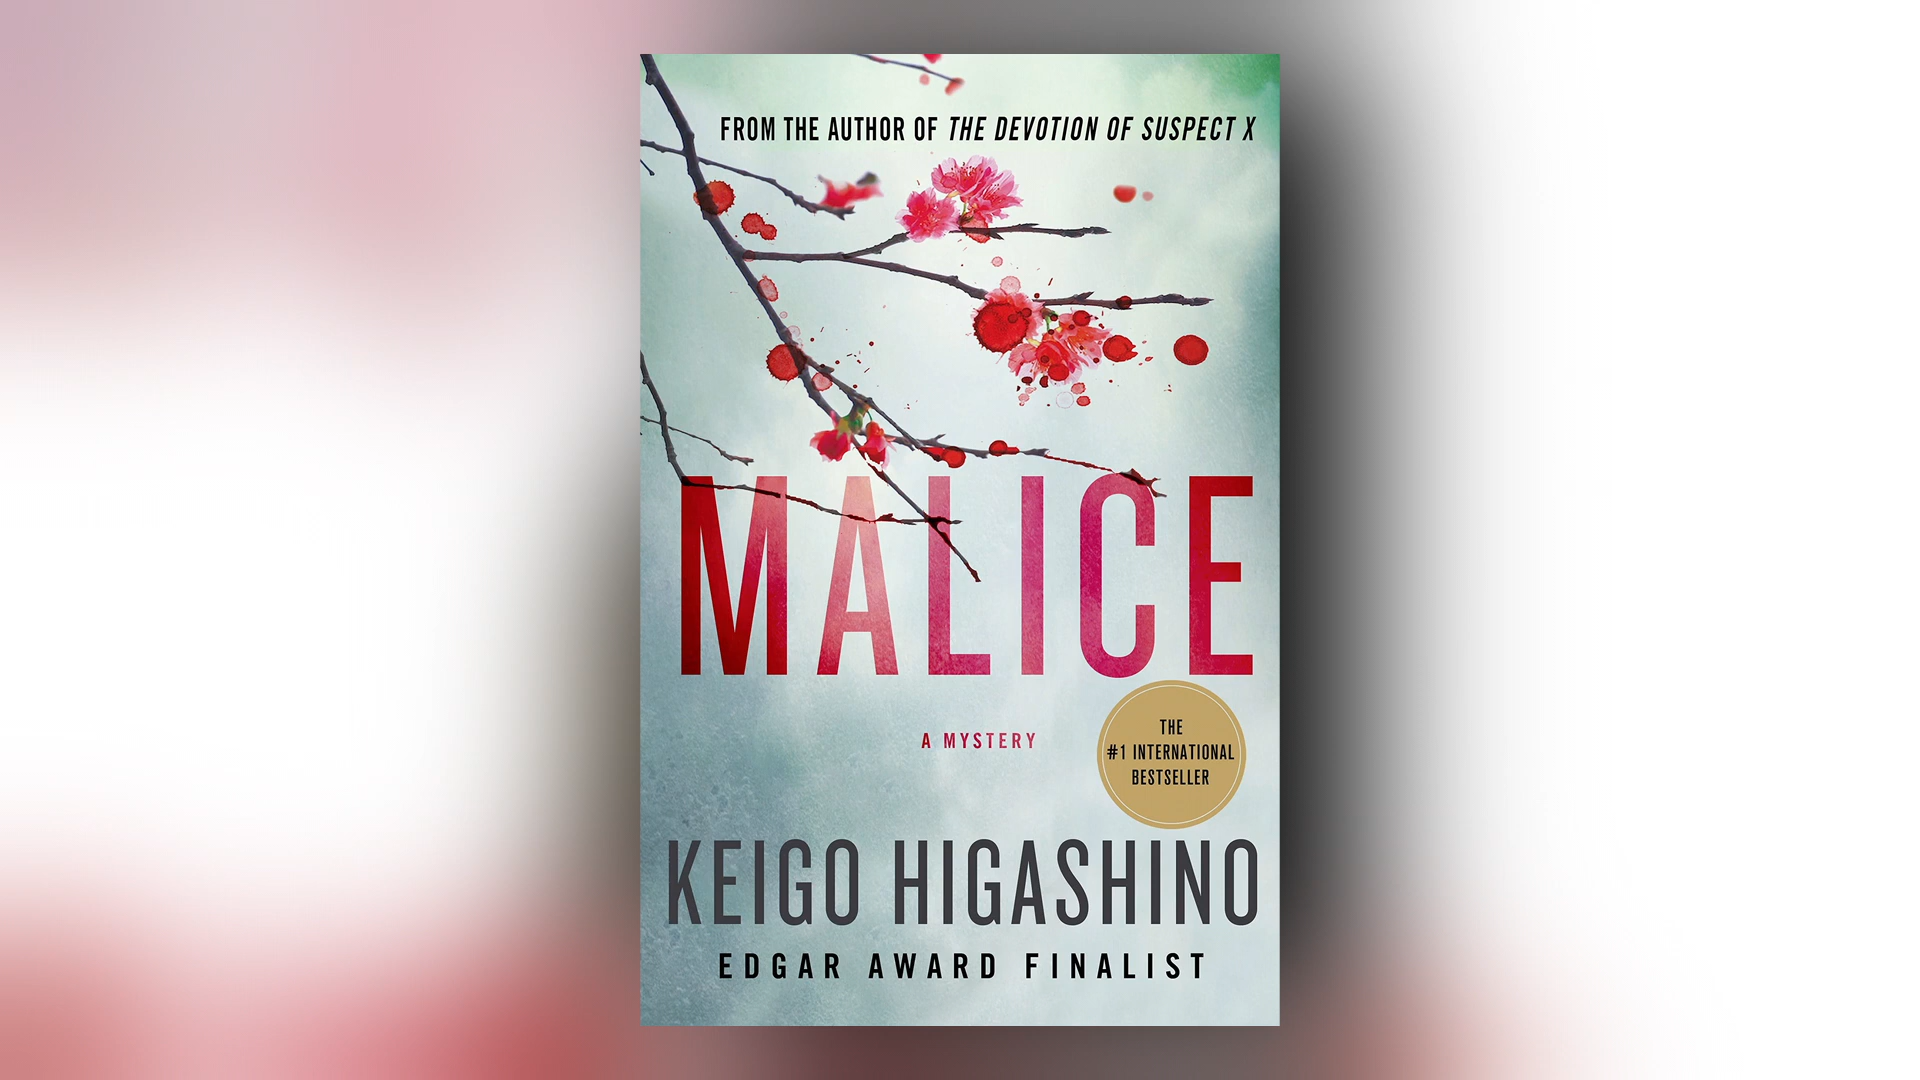 FROM THE AUTHOR OF THE DEVOTION OF SUSPECT X
MALICE
A MYSTERY
THE
#1 INTERNATIONAL
BESTSELLER
KEIGO HIGASHINO
EDGAR AWARD FINALIST